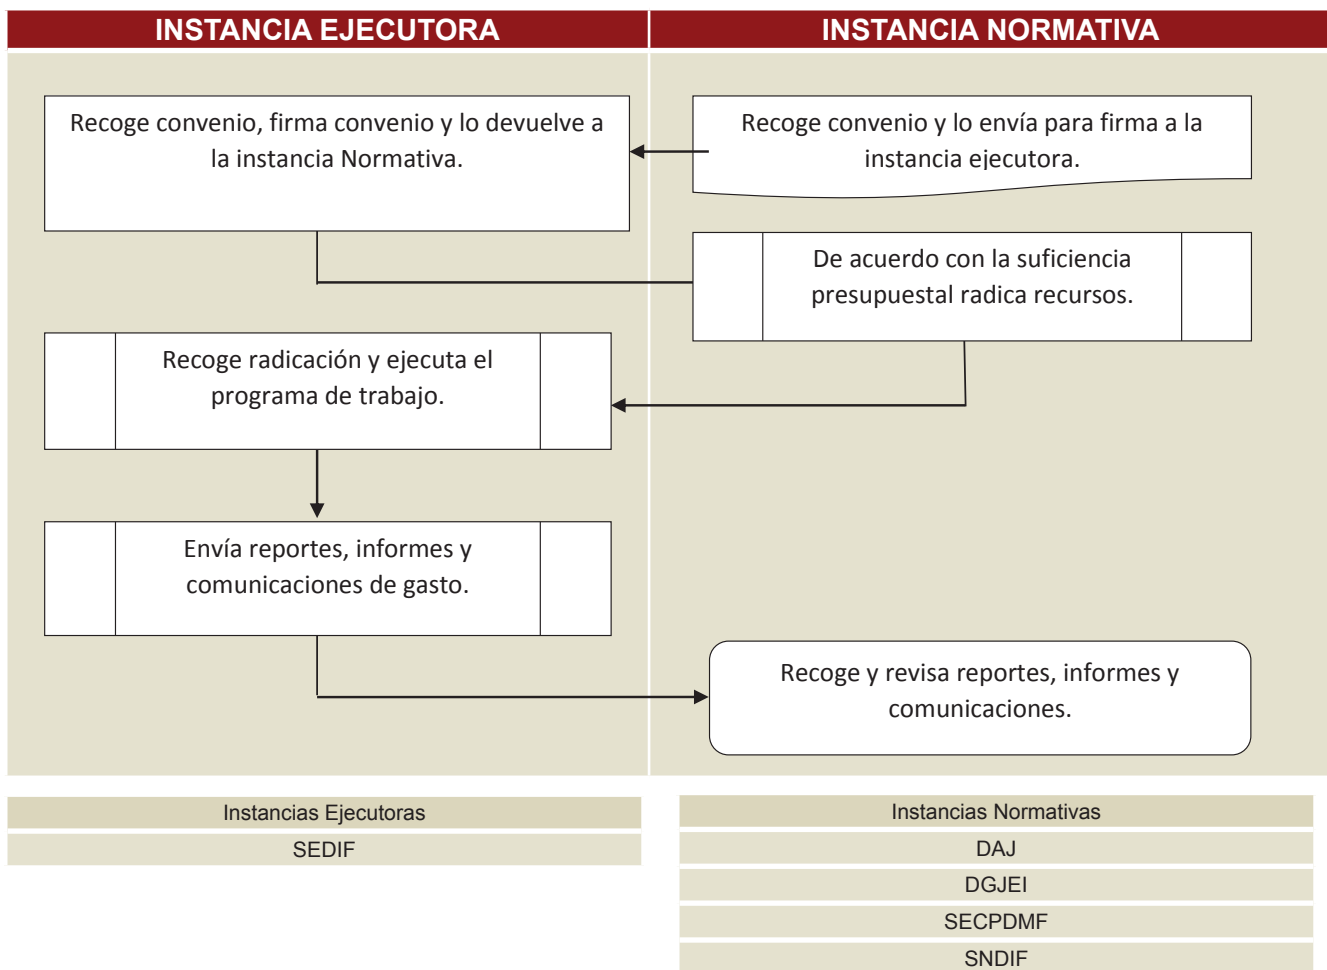 INSTANCIA EJECUTORA
INSTANCIA NORMATIVA
Recoge convenio, firma convenio y lo devuelve a
la instancia Normativa.
Recoge convenio y lo envía para firma a la
instancia ejecutora.
De acuerdo con la suficiencia
presupuestal radica recursos.
Recoge radicación y ejecuta el
programa de trabajo.
Envía reportes, informes y
comunicaciones de gasto.
Recoge y revisa reportes, informes y
comunicaciones.
Instancias Ejecutoras
SEDIF
Instancias Normativas
DAJ
DGJEI
SECPDMF
SNDIF